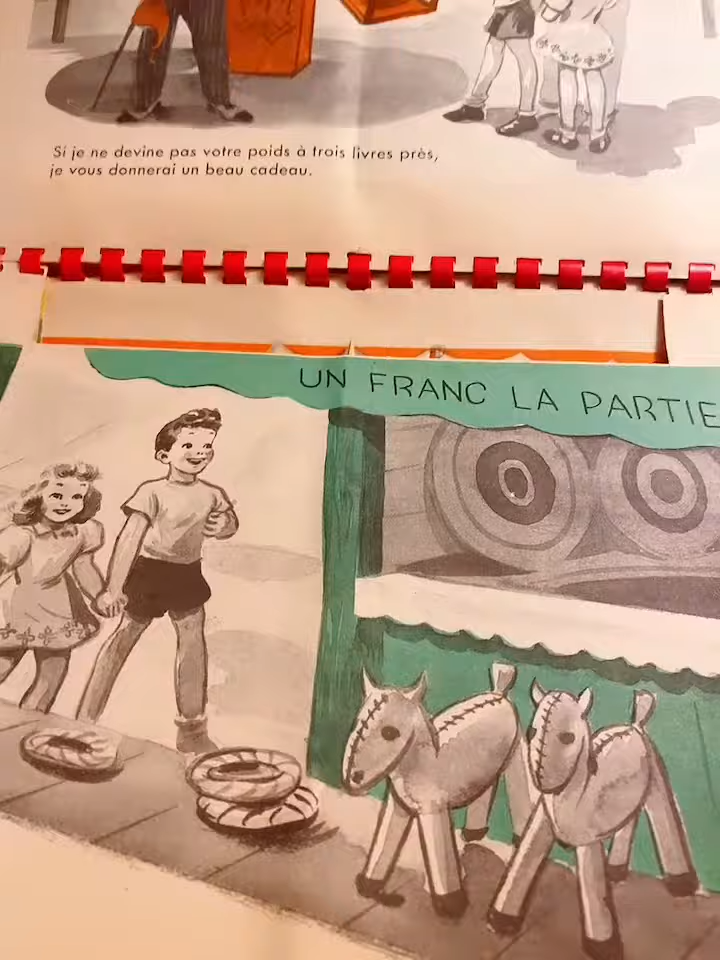 Si je ne devine pas votre poids à trois livres près,
je vous donnerai un beau cadeau.
UN FRANC LA PARTIE